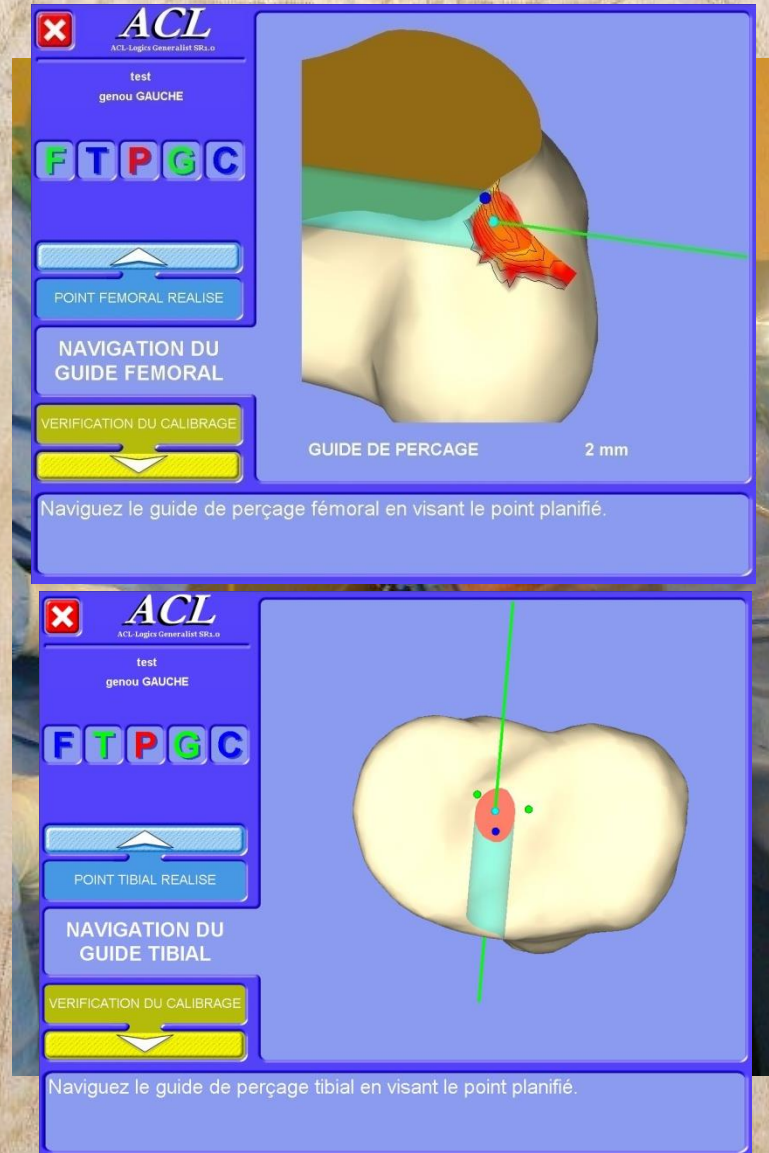 ACL
ACL-Logics Generalist SR1.0
test
genou GAUCHE
F T P G C
POINT FEMORAL REALISE
NAVIGATION DU
GUIDE FEMORAL
VERIFICATION DU CALIBRAGE
GUIDE DE PERCAGE 2 mm
Naviguez le guide de perçage fémoral en visant le point planifié.
ACL
ACL-Logics Generalist SR1.0
test
genou GAUCHE
F T P G C
POINT TIBIAL REALISE
NAVIGATION DU
GUIDE TIBIAL
VERIFICATION DU CALIBRAGE
Naviguez le guide de perçage tibial en visant le point planifié.